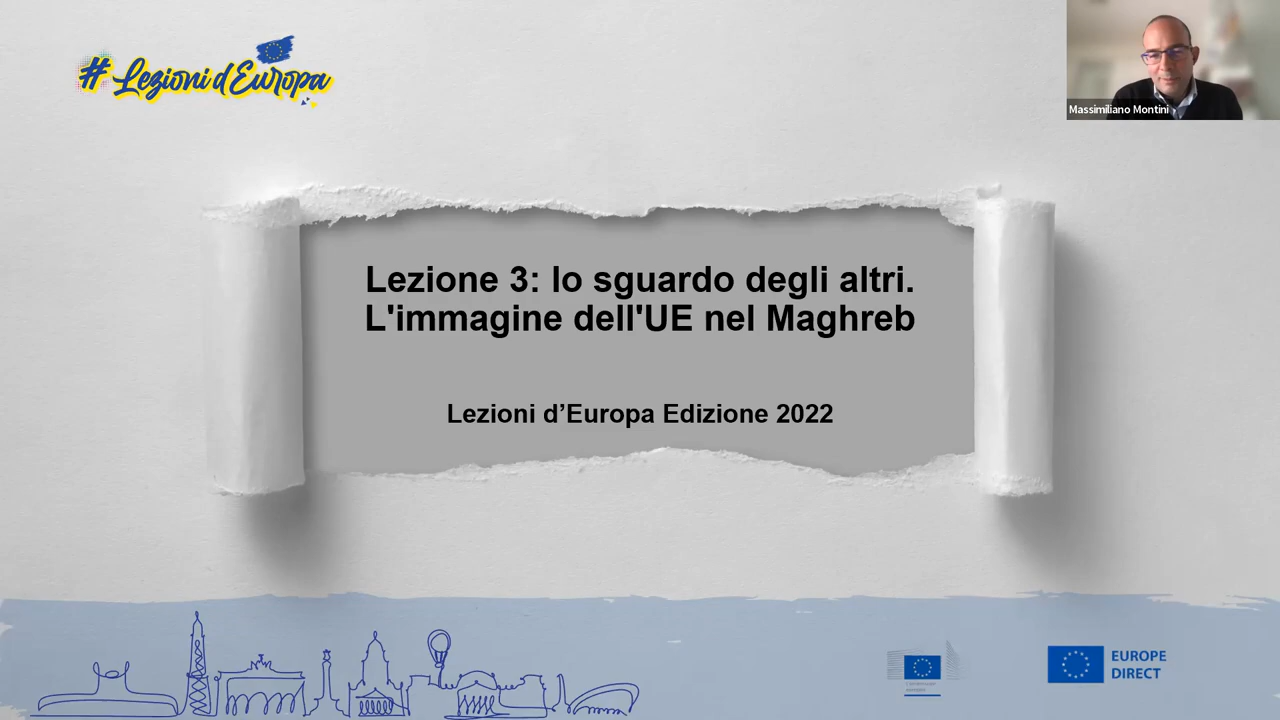 # Lezioni d'Europa
Massimiliano Montini
Lezione 3: lo sguardo degli altri.
L'immagine dell'UE nel Maghreb
Lezioni d’Europa Edizione 2022
EUROPE
DIRECT